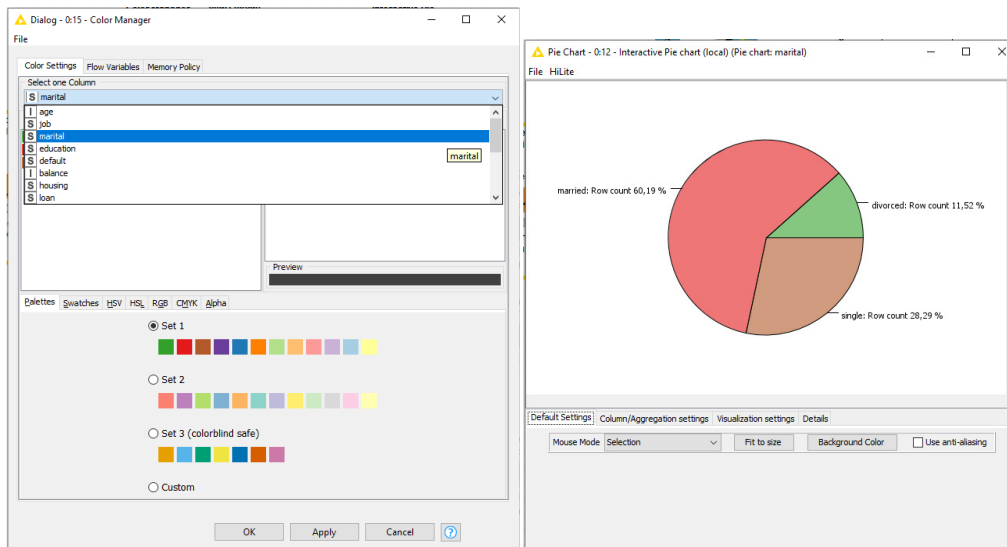 Dialog - 0:15 - Color Manager
File
Color Settings Flow Variables Memory Policy
Select one Column
S marital
I age
S job
S marital
S education
marital
S default
I balance
S housing
S loan
Preview
Palettes Swatches HSV HSL RGB CMYK Alpha
Set 1
Set 2
Set 3 (colorblind safe)
Custom
OK Apply Cancel ?
Pie Chart - 0:12 - Interactive Pie chart (local) (Pie chart: marital)
File HiLite
married: Row count 60,19 %
divorced: Row count 11,52 %
single: Row count 28,29 %
Default Settings Column/Aggregation settings Visualization settings Details
Mouse Mode Selection Fit to size Background Color Use anti-aliasing